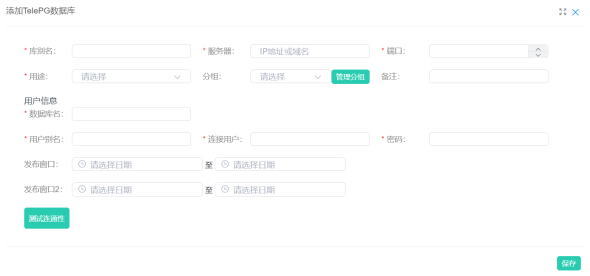 添加TelePG数据库
* 库别名: * 服务器: IP地址或域名 * 端口:
* 用途: 请选择 分组: 请选择 管理分组 备注:
用户信息
* 数据库名:
* 用户别名: * 连接用户: * 密码:
发布窗口: 请选择日期 至 请选择日期
发布窗口2: 请选择日期 至 请选择日期
测试连通性
保存